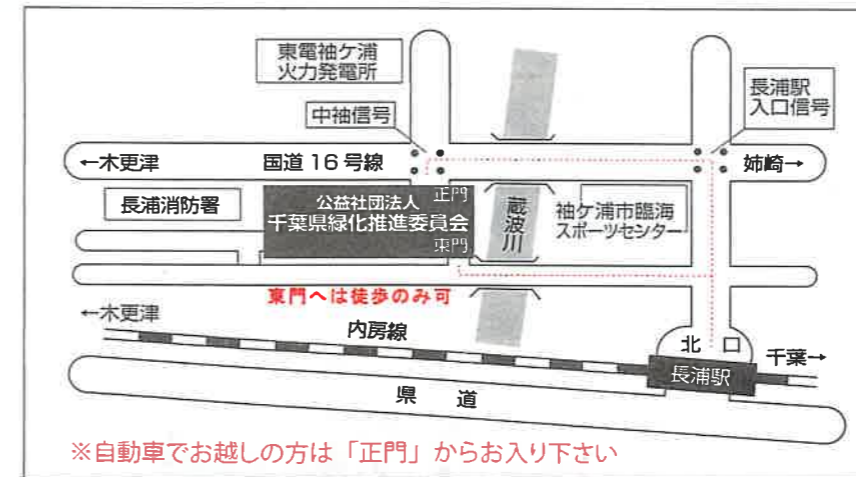 東電袖ケ浦
火力発電所
中袖信号
長浦駅
入口信号
←木更津
国道16号線
姉崎→
長浦消防署
公益社団法人
正門
千葉県緑化推進委員会
東門
蔵波川
袖ケ浦市臨海
スポーツセンター
東門へは徒歩のみ可
←木更津
内房線
北口
千葉→
長浦駅
県道
※自動車でお越しの方は「正門」からお入り下さい